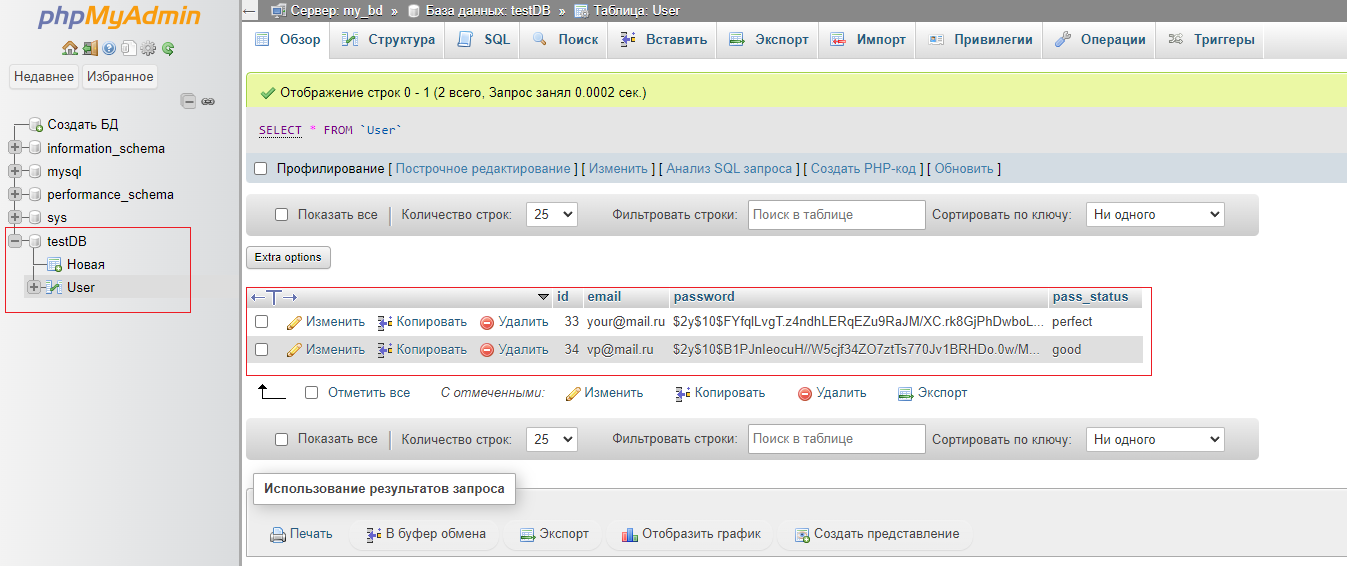 phpMyAdmin
Недавнее Избранное
Создать БД
information_schema
mysql
performance_schema
sys
testDB
Новая
User
Сервер: my_bd » База данных: testDB » Таблица: User
Обзор Структура SQL Поиск Вставить Экспорт Импорт Привилегии Операции Триггеры
Отображение строк 0 - 1 (2 всего, Запрос занял 0.0002 сек.)
SELECT * FROM `User`
Профилирование [ Построчное редактирование ] [ Изменить ] [ Анализ SQL запроса ] [ Создать PHP-код ] [ Обновить ]
Показать все Количество строк: 25 Фильтровать строки: Поиск в таблице Сортировать по ключу: Ни одного
Extra options
id email password pass_status
Изменить Копировать Удалить 33 your@mail.ru $2y$10$FYfqlLvgT.z4ndhLERqEZu9RaJM/XC.rk8GjPhDwboL... perfect
Изменить Копировать Удалить 34 vp@mail.ru $2y$10$B1PJnIeocuH//W5cjf34ZO7ztTs770Jv1BRHDo.0w/M... good
Отметить все С отмеченными: Изменить Копировать Удалить Экспорт
Показать все Количество строк: 25 Фильтровать строки: Поиск в таблице Сортировать по ключу: Ни одного
Использование результатов запроса
Печать В буфер обмена Экспорт Отобразить график Создать представление